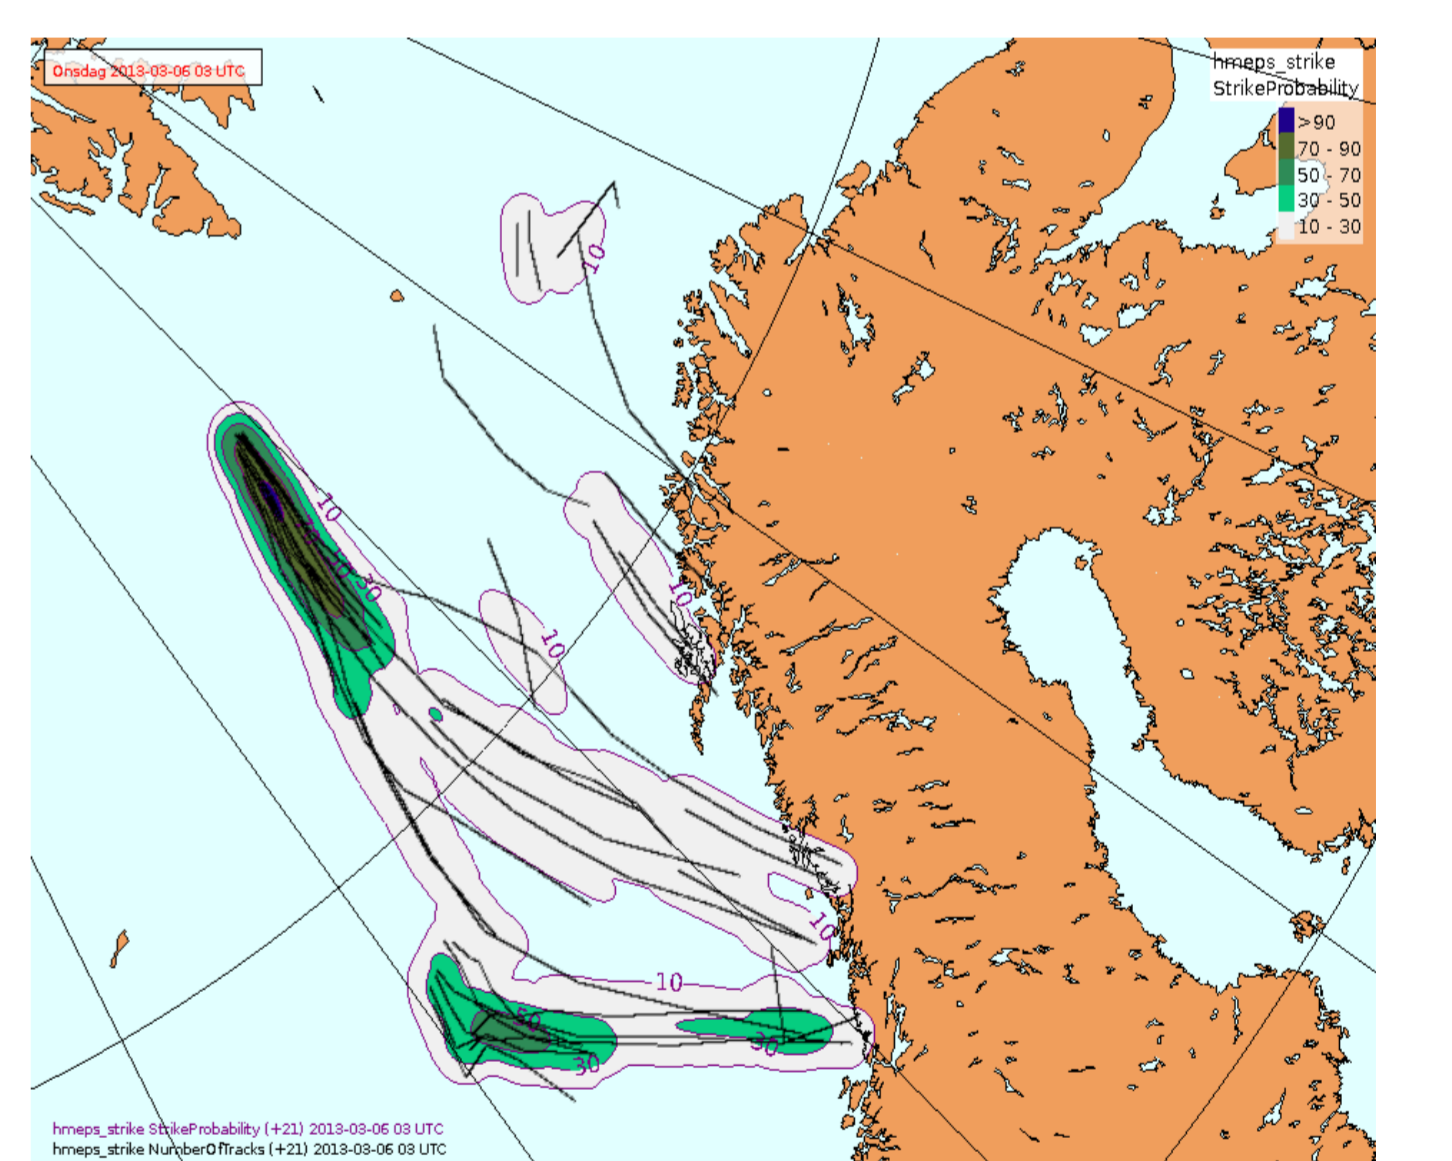 Onsdag 2013-03-06 03 UTC
hmeps_strike
StrikeProbability
>90
70 - 90
50 - 70
30 - 50
10 - 30
10
10
30
10
10
10
10
50
30
30
hmeps_strike StrikeProbability (+21) 2013-03-06 03 UTC
hmeps_strike NumberOfTracks (+21) 2013-03-06 03 UTC